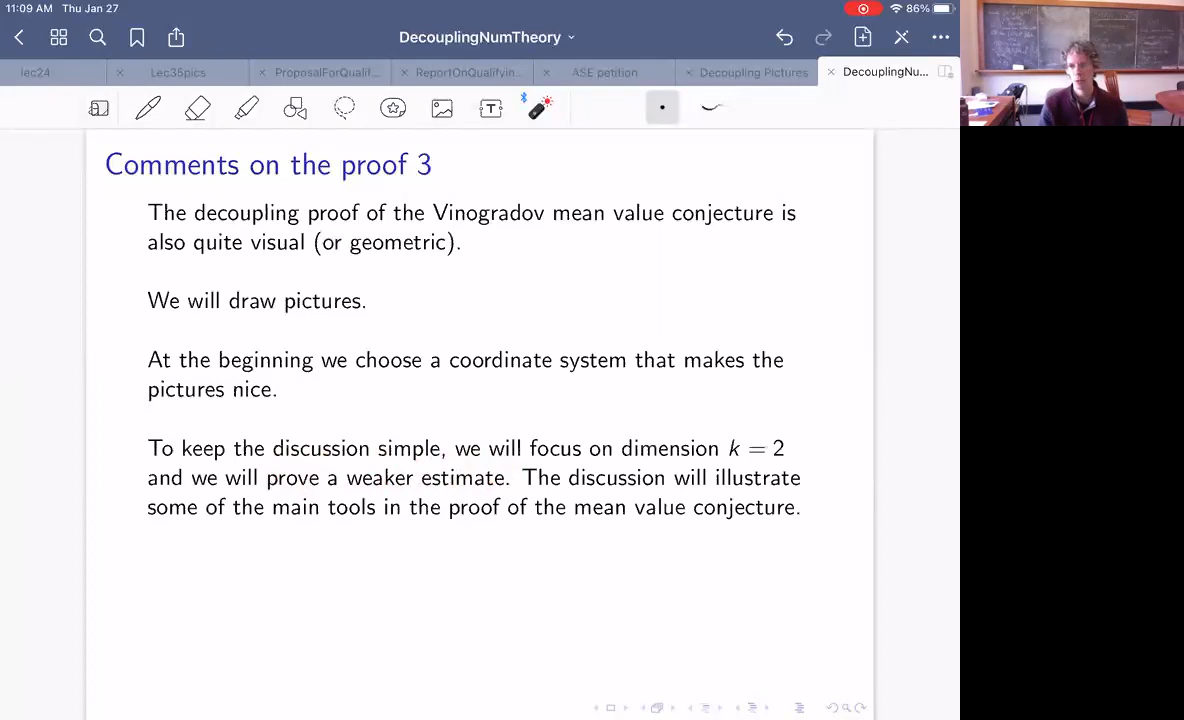 11:09 AM Thu Jan 27
86%
DecouplingNumTheory
lec24
Lec35pics
ProposalForQualif...
ReportOnQualifyin...
ASE petition
Decoupling Pictures
DecouplingNu...
Comments on the proof 3
The decoupling proof of the Vinogradov mean value conjecture is
also quite visual (or geometric).
We will draw pictures.
At the beginning we choose a coordinate system that makes the
pictures nice.
To keep the discussion simple, we will focus on dimension k = 2
and we will prove a weaker estimate. The discussion will illustrate
some of the main tools in the proof of the mean value conjecture.